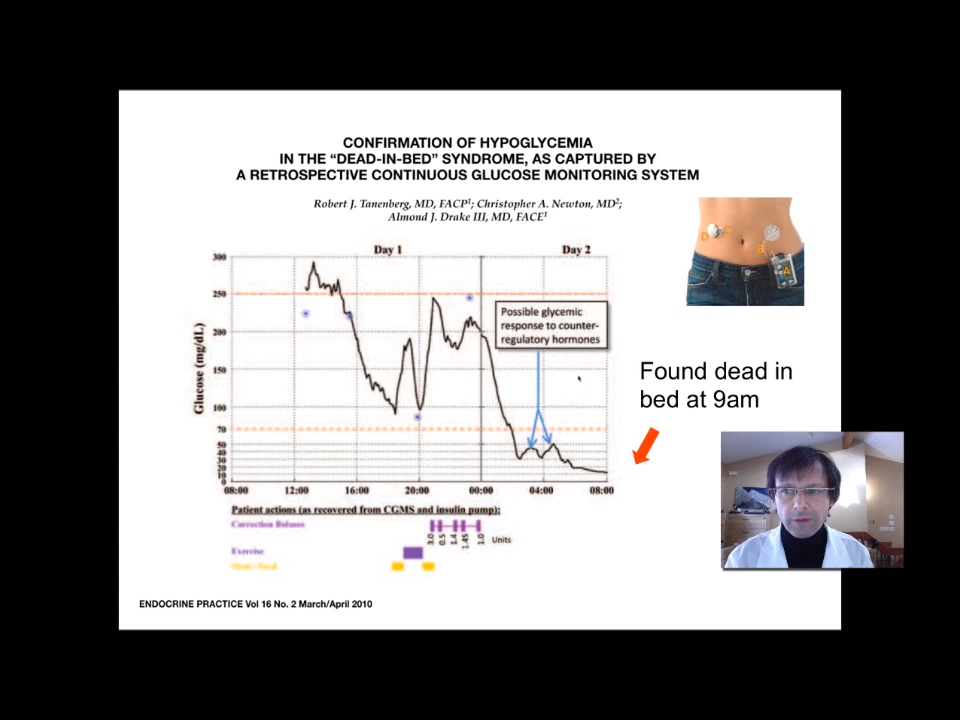 CONFIRMATION OF HYPOGLYCEMIA
IN THE “DEAD-IN-BED” SYNDROME, AS CAPTURED BY
A RETROSPECTIVE CONTINUOUS GLUCOSE MONITORING SYSTEM
Robert J. Tanenberg, MD, FACP1; Christopher A. Newton, MD2;
Almond J. Drake III, MD, FACE1
Day 1
Day 2
300
250
200
150
100
70
50
40
30
20
10
0
Glucose (mg/dL)
Possible glycemic
response to counter-
regulatory hormones
08:00 12:00 16:00 20:00 00:00 04:00 08:00
Patient actions (as recovered from CGMS and insulin pump):
Correction Boluses
3.0 0.5 1.4 1.45 1.0 Units
Exercise
Meal / Snack
D C B A
Found dead in
bed at 9am
ENDOCRINE PRACTICE Vol 16 No. 2 March/April 2010